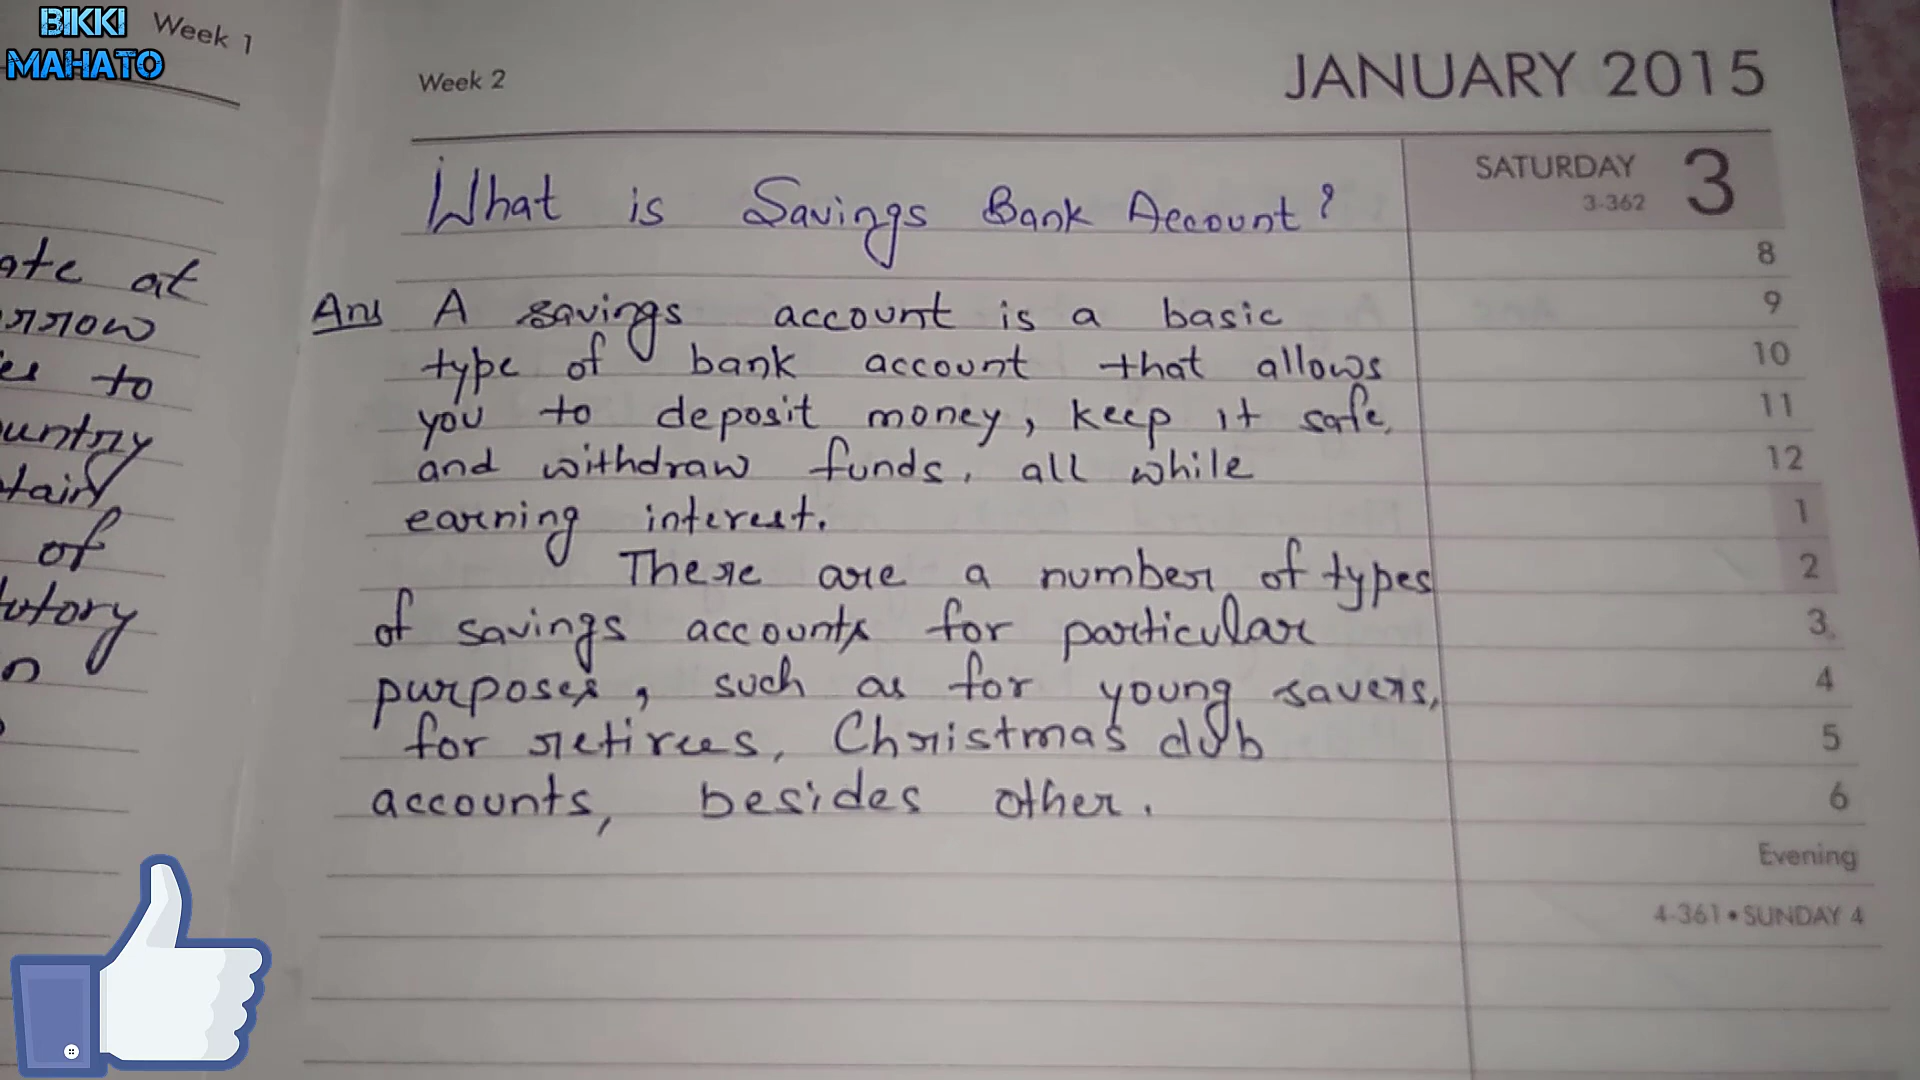 BIKKI
MAHATO
Week 1
ate at
to
of
Week 2
JANUARY 2015
SATURDAY 3
3-362
What is Savings Bank Account?
Ans A savings account is a basic
type of bank account that allows
you to deposit money, keep it safe,
and withdraw funds, all while
earning interest.
There are a number of types
of savings accounts for particular
purposes, such as for young savers,
for retirees, Christmas club
accounts, besides other.
8
9
10
11
12
1
2
3
4
5
6
Evening
4-361 • SUNDAY 4